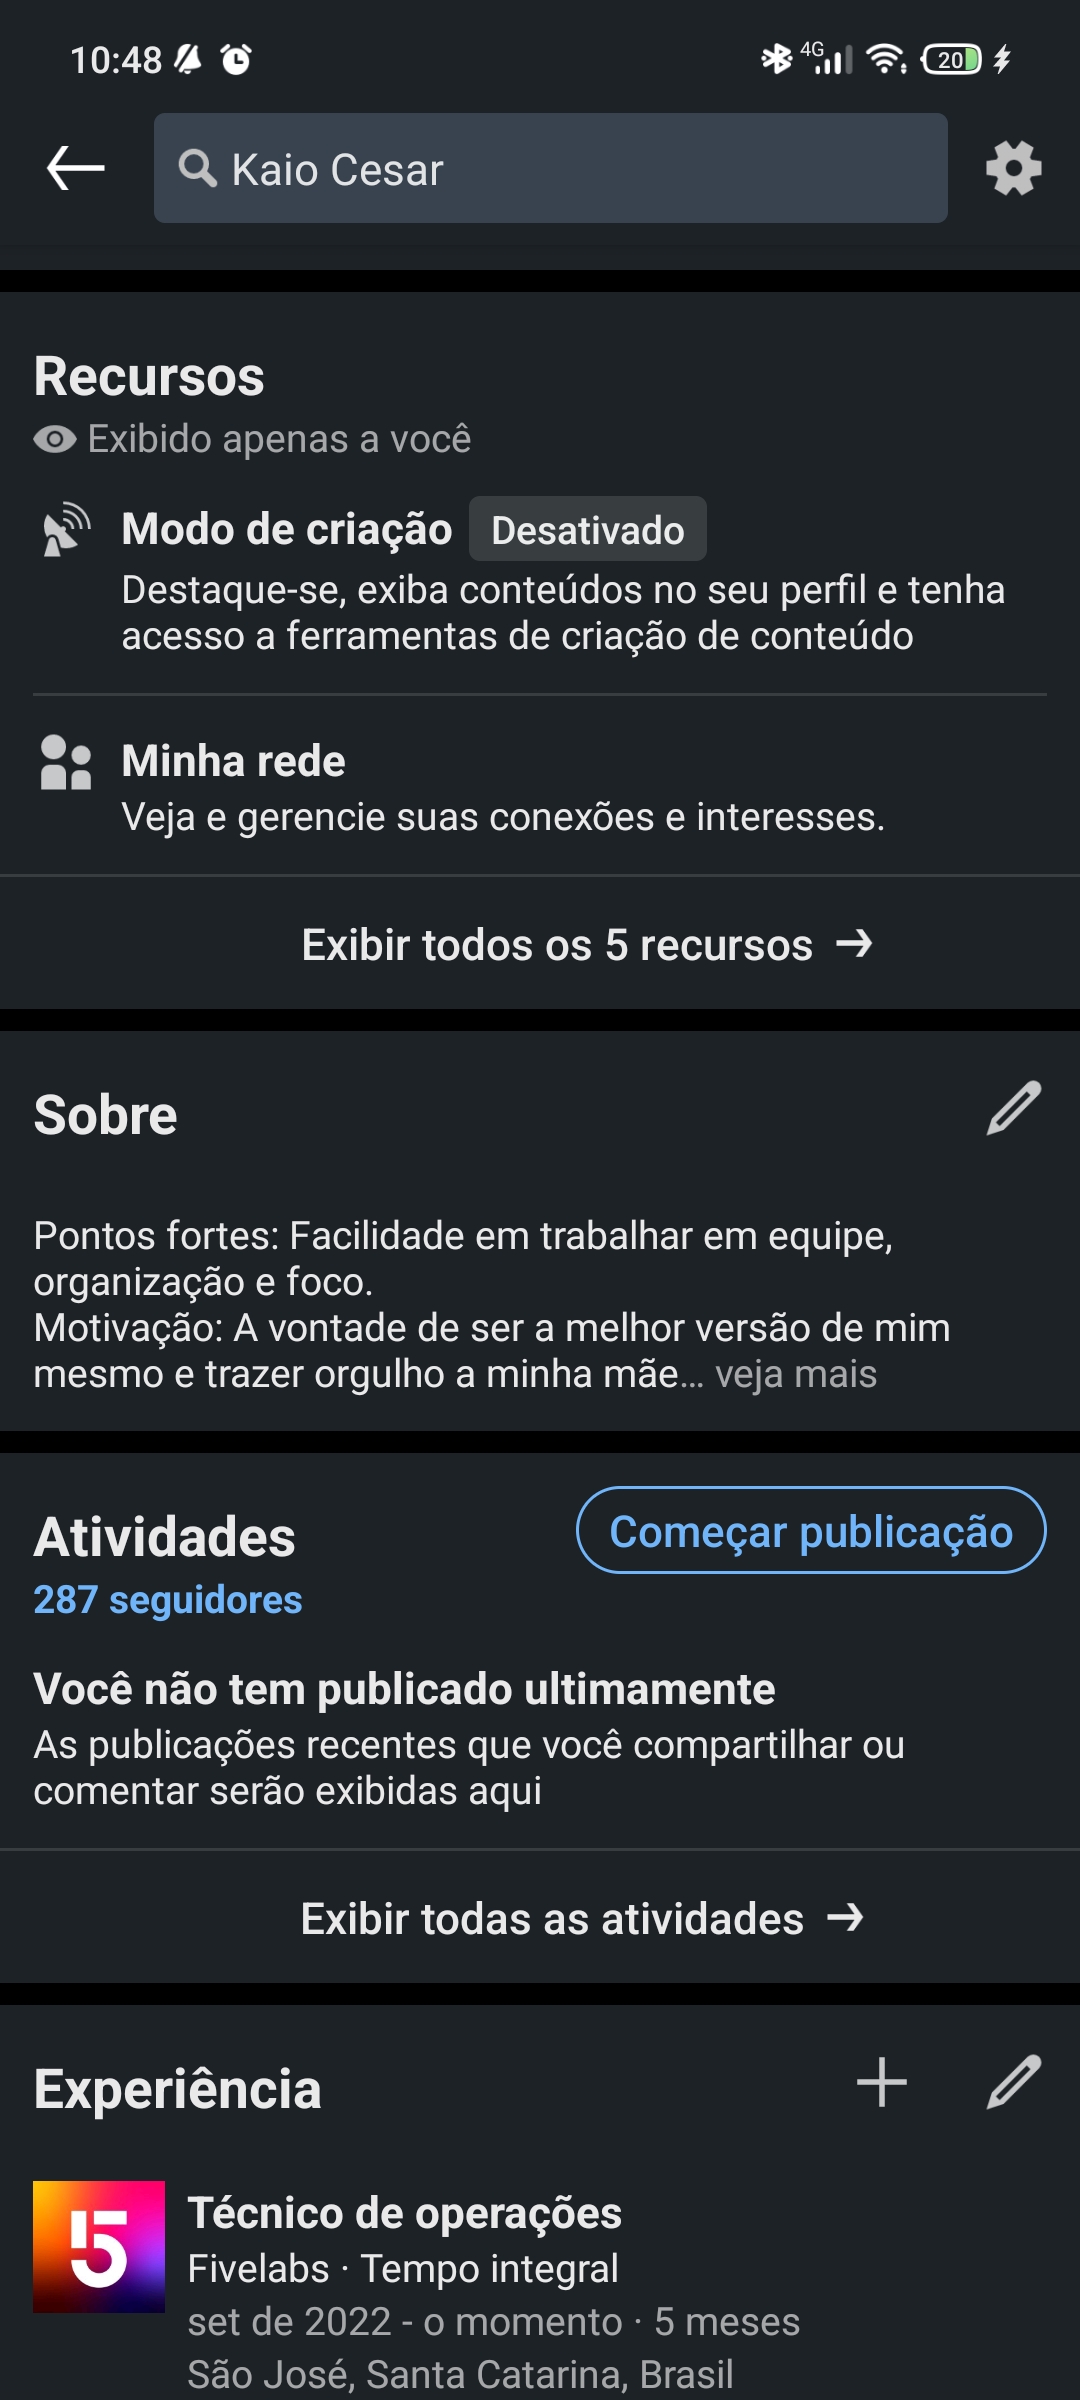 10:48
4G
20
Kaio Cesar
Recursos
Exibido apenas a você
Modo de criação Desativado
Destaque-se, exiba conteúdos no seu perfil e tenha
acesso a ferramentas de criação de conteúdo
Minha rede
Veja e gerencie suas conexões e interesses.
Exibir todos os 5 recursos →
Sobre
Pontos fortes: Facilidade em trabalhar em equipe,
organização e foco.
Motivação: A vontade de ser a melhor versão de mim
mesmo e trazer orgulho a minha mãe... veja mais
Atividades
Começar publicação
287 seguidores
Você não tem publicado ultimamente
As publicações recentes que você compartilhar ou
comentar serão exibidas aqui
Exibir todas as atividades →
Experiência
5
Técnico de operações
Fivelabs · Tempo integral
set de 2022 - o momento · 5 meses
São José, Santa Catarina, Brasil